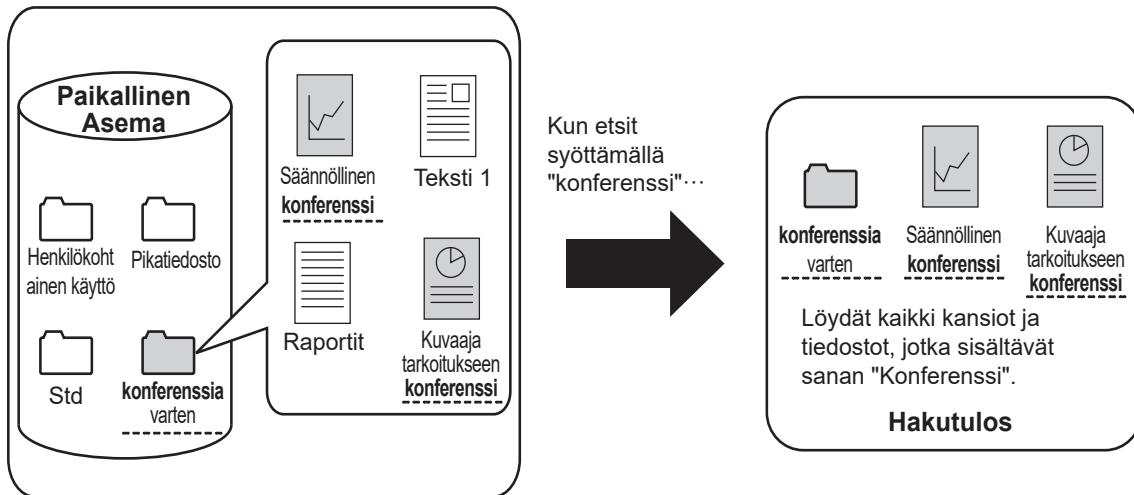 Paikallinen
Asema
Henkilökoht
ainen käyttö
Pikatiedosto
Std
konferenssia
varten
Säännöllinen
konferenssi
Teksti 1
Raportit
Kuvaaja
tarkoitukseen
konferenssi
Kun etsit
syöttämällä
"konferenssi"⋯
konferenssia
varten
Säännöllinen
konferenssi
Kuvaaja
tarkoitukseen
konferenssi
Löydät kaikki kansiot ja
tiedostot, jotka sisältävät
sanan "Konferenssi".
Hakutulos